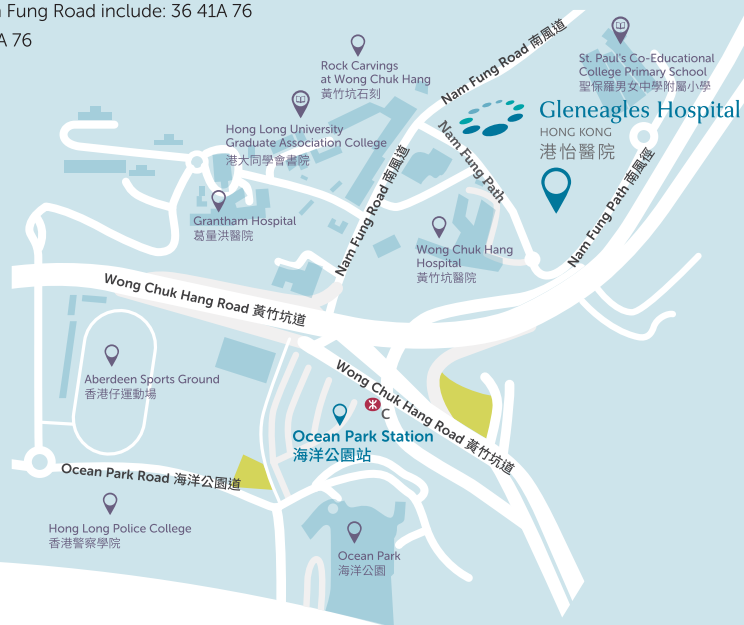 Fung Road include: 36 41A 76
A 76
Nam Fung Road 南風道
Rock Carvings
at Wong Chuk Hang
黃竹坑石刻
St. Paul's Co-Educational
College Primary School
聖保羅男女中學附屬小學
Hong Long University
Graduate Association College
港大同學會書院
Gleneagles Hospital
HONG KONG
港怡醫院
Nam Fung Path
Nam Fung Road 南風道
Nam Fung Path 南風徑
Grantham Hospital
葛量洪醫院
Wong Chuk Hang
Hospital
黃竹坑醫院
Wong Chuk Hang Road 黃竹坑道
Aberdeen Sports Ground
香港仔運動場
Wong Chuk Hang Road 黃竹坑道
C
Ocean Park Station
海洋公園站
Ocean Park Road 海洋公園道
Hong Long Police College
香港警察學院
Ocean Park
海洋公園